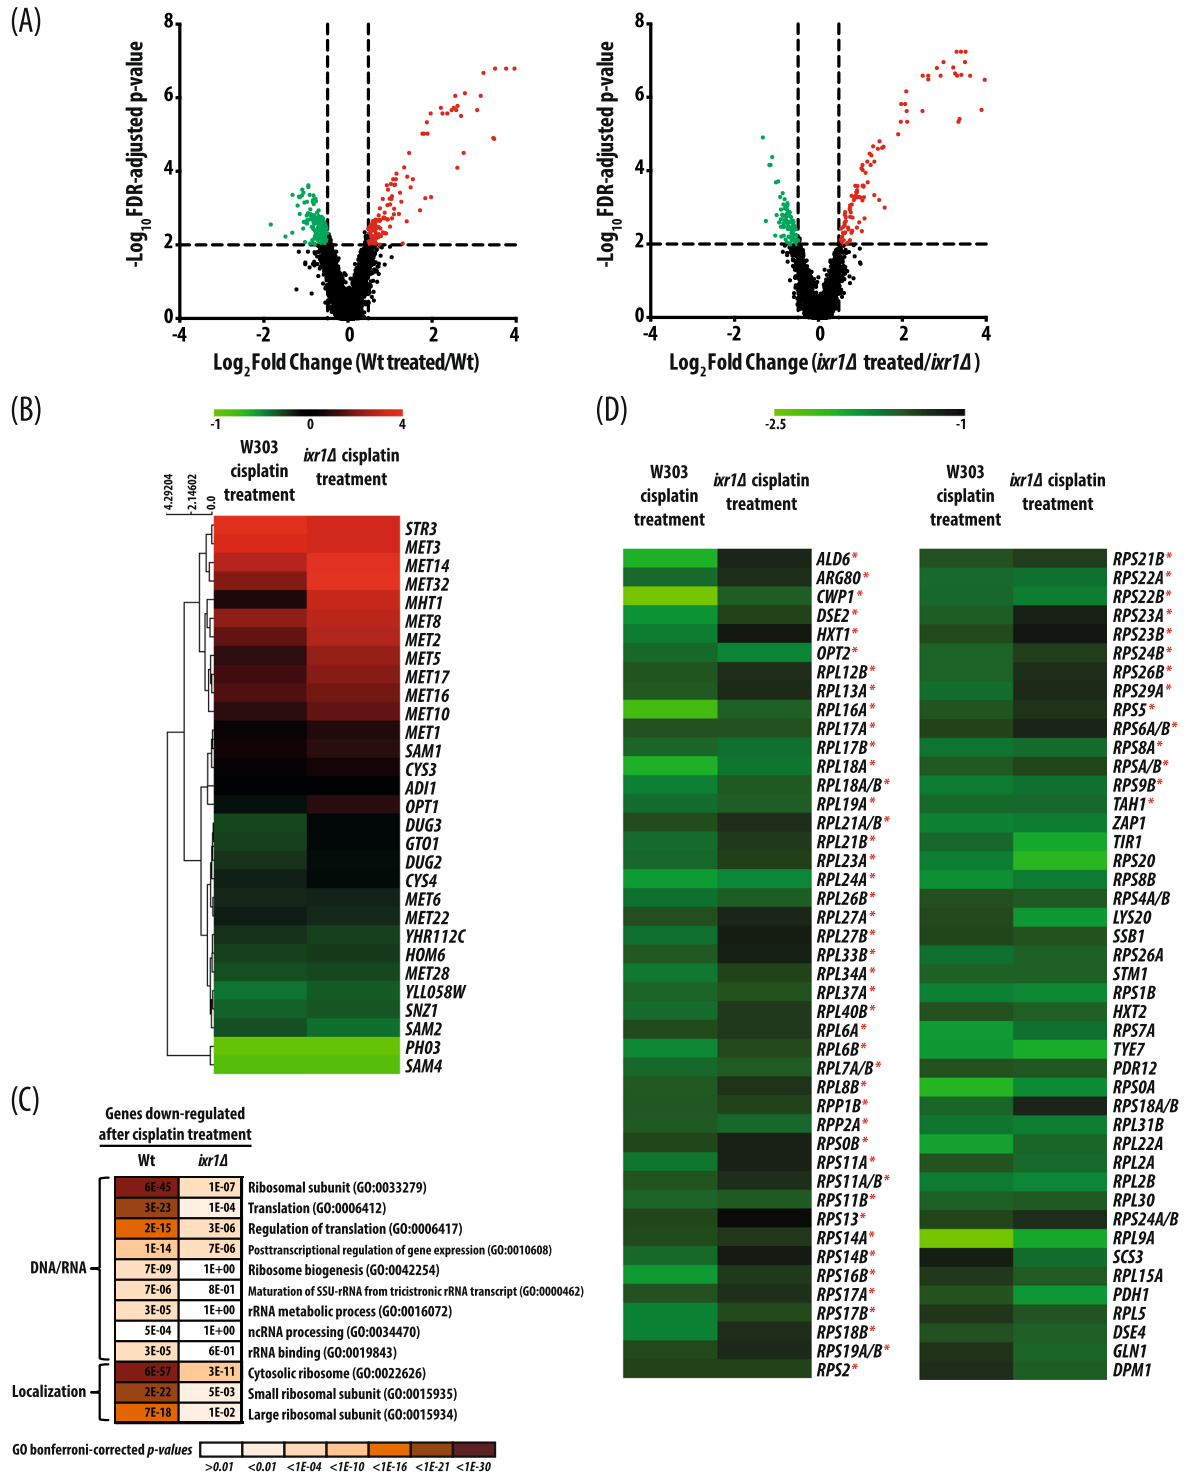 (A)
8
6
4
2
0
-4
-2
0
2
4
-Log10 FDR-adjusted p-value
Log2Fold Change (Wt treated/Wt)
8
6
4
2
0
-4
-2
0
2
4
-Log10 FDR-adjusted p-value
Log2Fold Change (ixr1Δ treated/ixr1Δ)
(B)
-1
0
4
W303
cisplatin
treatment
ixr1Δ cisplatin
treatment
4.29204
-2.14602
0.0
STR3
MET3
MET14
MET32
MHT1
MET8
MET2
MET5
MET17
MET16
MET10
MET1
SAM1
CYS3
ADI1
OPT1
DUG3
GTO1
DUG2
CYS4
MET6
MET22
YHR112C
HOM6
MET28
YLL058W
SNZ1
SAM2
PH03
SAM4
(C)
Genes down-regulated
after cisplatin treatment
Wt
ixr1Δ
DNA/RNA
6E-45 1E-07 Ribosomal subunit (GO:0033279)
3E-23 1E-04 Translation (GO:0006412)
2E-15 3E-06 Regulation of translation (GO:0006417)
1E-14 7E-06 Posttranscriptional regulation of gene expression (GO:0010608)
7E-09 1E+00 Ribosome biogenesis (GO:0042254)
7E-06 8E-01 Maturation of SSU-rRNA from tricistronic rRNA transcript (GO:0000462)
3E-05 1E+00 rRNA metabolic process (GO:0016072)
5E-04 1E+00 ncRNA processing (GO:0034470)
3E-05 6E-01 rRNA binding (GO:0019843)
Localization
6E-57 3E-11 Cytosolic ribosome (GO:0022626)
2E-22 5E-03 Small ribosomal subunit (GO:0015935)
7E-18 1E-02 Large ribosomal subunit (GO:0015934)
GO bonferroni-corrected p-values
>0.01 <0.01 <1E-04 <1E-10 <1E-16 <1E-21 <1E-30
(D)
-2.5
-1
W303
cisplatin
treatment
ixr1Δ cisplatin
treatment
ALD6*
ARG80*
CWP1*
DSE2*
HXT1*
OPT2*
RPL12B*
RPL13A*
RPL16A*
RPL17A*
RPL17B*
RPL18A*
RPL18A/B*
RPL19A*
RPL21A/B*
RPL21B*
RPL23A*
RPL24A*
RPL26B*
RPL27A*
RPL27B*
RPL33B*
RPL34A*
RPL37A*
RPL40B*
RPL6A*
RPL6B*
RPL7A/B*
RPL8B*
RPP1B*
RPP2A*
RPS0B*
RPS11A*
RPS11A/B*
RPS11B*
RPS13*
RPS14A*
RPS14B*
RPS16B*
RPS17A*
RPS17B*
RPS18B*
RPS19A/B*
RPS2*
W303
cisplatin
treatment
ixr1Δ cisplatin
treatment
RPS21B*
RPS22A*
RPS22B*
RPS23A*
RPS23B*
RPS24B*
RPS26B*
RPS29A*
RPS5*
RPS6A/B*
RPS8A*
RPSA/B*
RPS9B*
TAH1*
ZAP1
TIR1
RPS20
RPS8B
RPS4A/B
LYS20
SSB1
RPS26A
STM1
RPS1B
HXT2
RPS7A
TYE7
PDR12
RPS0A
RPS18A/B
RPL31B
RPL22A
RPL2A
RPL2B
RPL30
RPS24A/B
RPL9A
SCS3
RPL15A
PDH1
RPL5
DSE4
GLN1
DPM1